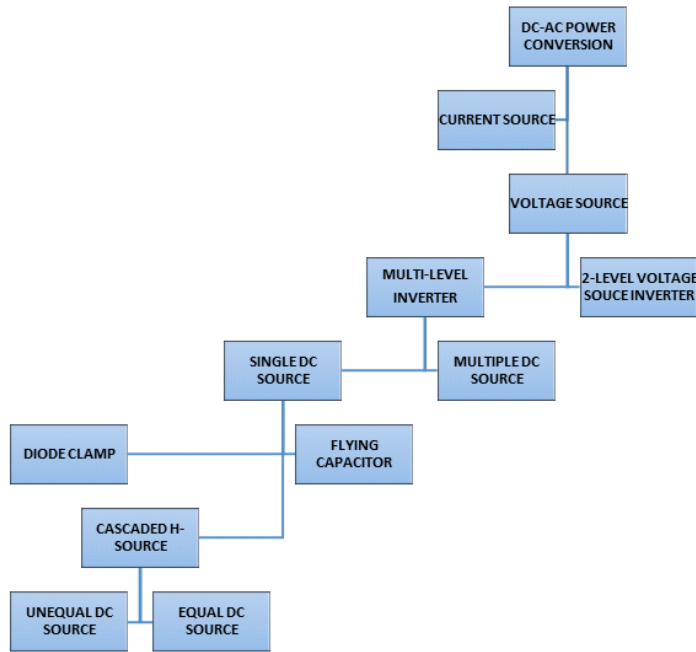 DC-AC POWER
CONVERSION
CURRENT SOURCE
VOLTAGE SOURCE
MULTI-LEVEL
INVERTER
2-LEVEL VOLTAGE
SOUCE INVERTER
SINGLE DC
SOURCE
MULTIPLE DC
SOURCE
DIODE CLAMP
FLYING
CAPACITOR
CASCADED H-
SOURCE
UNEQUAL DC
SOURCE
EQUAL DC
SOURCE